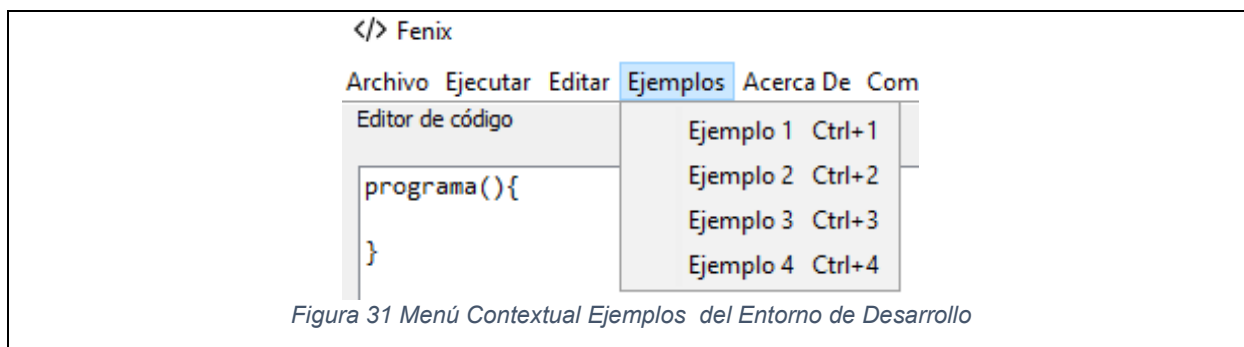 </> Fenix
Archivo Ejecutar Editar Ejemplos Acerca De Com
Editor de código
Ejemplo 1 Ctrl+1
Ejemplo 2 Ctrl+2
Ejemplo 3 Ctrl+3
Ejemplo 4 Ctrl+4
programa(){
}
Figura 31 Menú Contextual Ejemplos del Entorno de Desarrollo